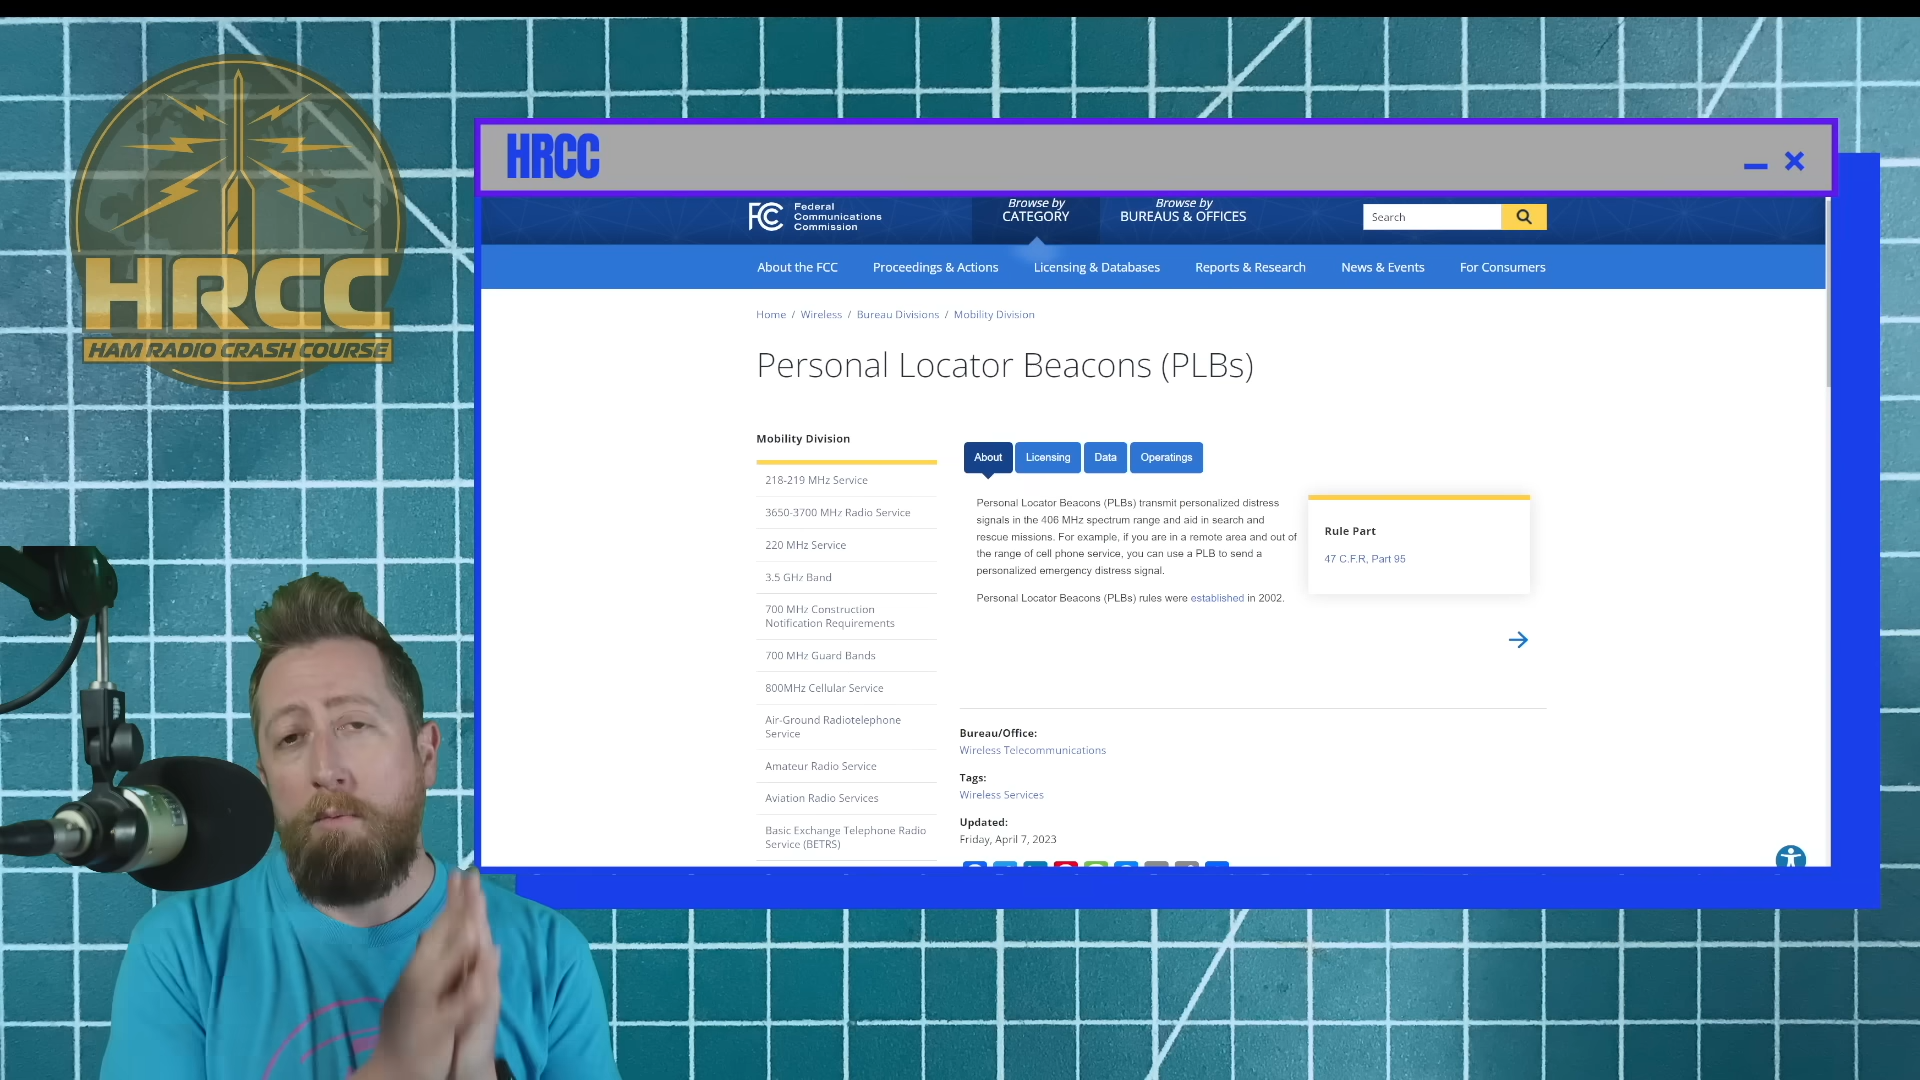 HRCC
HAM RADIO CRASH COURSE
HRCC
FCC
Federal
Communications
Commission
Browse by
CATEGORY
Browse by
BUREAUS & OFFICES
Search
About the FCC
Proceedings & Actions
Licensing & Databases
Reports & Research
News & Events
For Consumers
Home / Wireless / Bureau Divisions / Mobility Division
Personal Locator Beacons (PLBs)
Mobility Division
218-219 MHz Service
3650-3700 MHz Radio Service
220 MHz Service
3.5 GHz Band
700 MHz Construction
Notification Requirements
700 MHz Guard Bands
800MHz Cellular Service
Air-Ground Radiotelephone
Service
Amateur Radio Service
Aviation Radio Services
Basic Exchange Telephone Radio
Service (BETRS)
About
Licensing
Data
Operatings
Personal Locator Beacons (PLBs) transmit personalized distress
signals in the 406 MHz spectrum range and aid in search and
rescue missions. For example, if you are in a remote area and out of
the range of cell phone service, you can use a PLB to send a
personalized emergency distress signal.
Personal Locator Beacons (PLBs) rules were established in 2002.
Rule Part
47 C.F.R, Part 95
Bureau/Office:
Wireless Telecommunications
Tags:
Wireless Services
Updated:
Friday, April 7, 2023